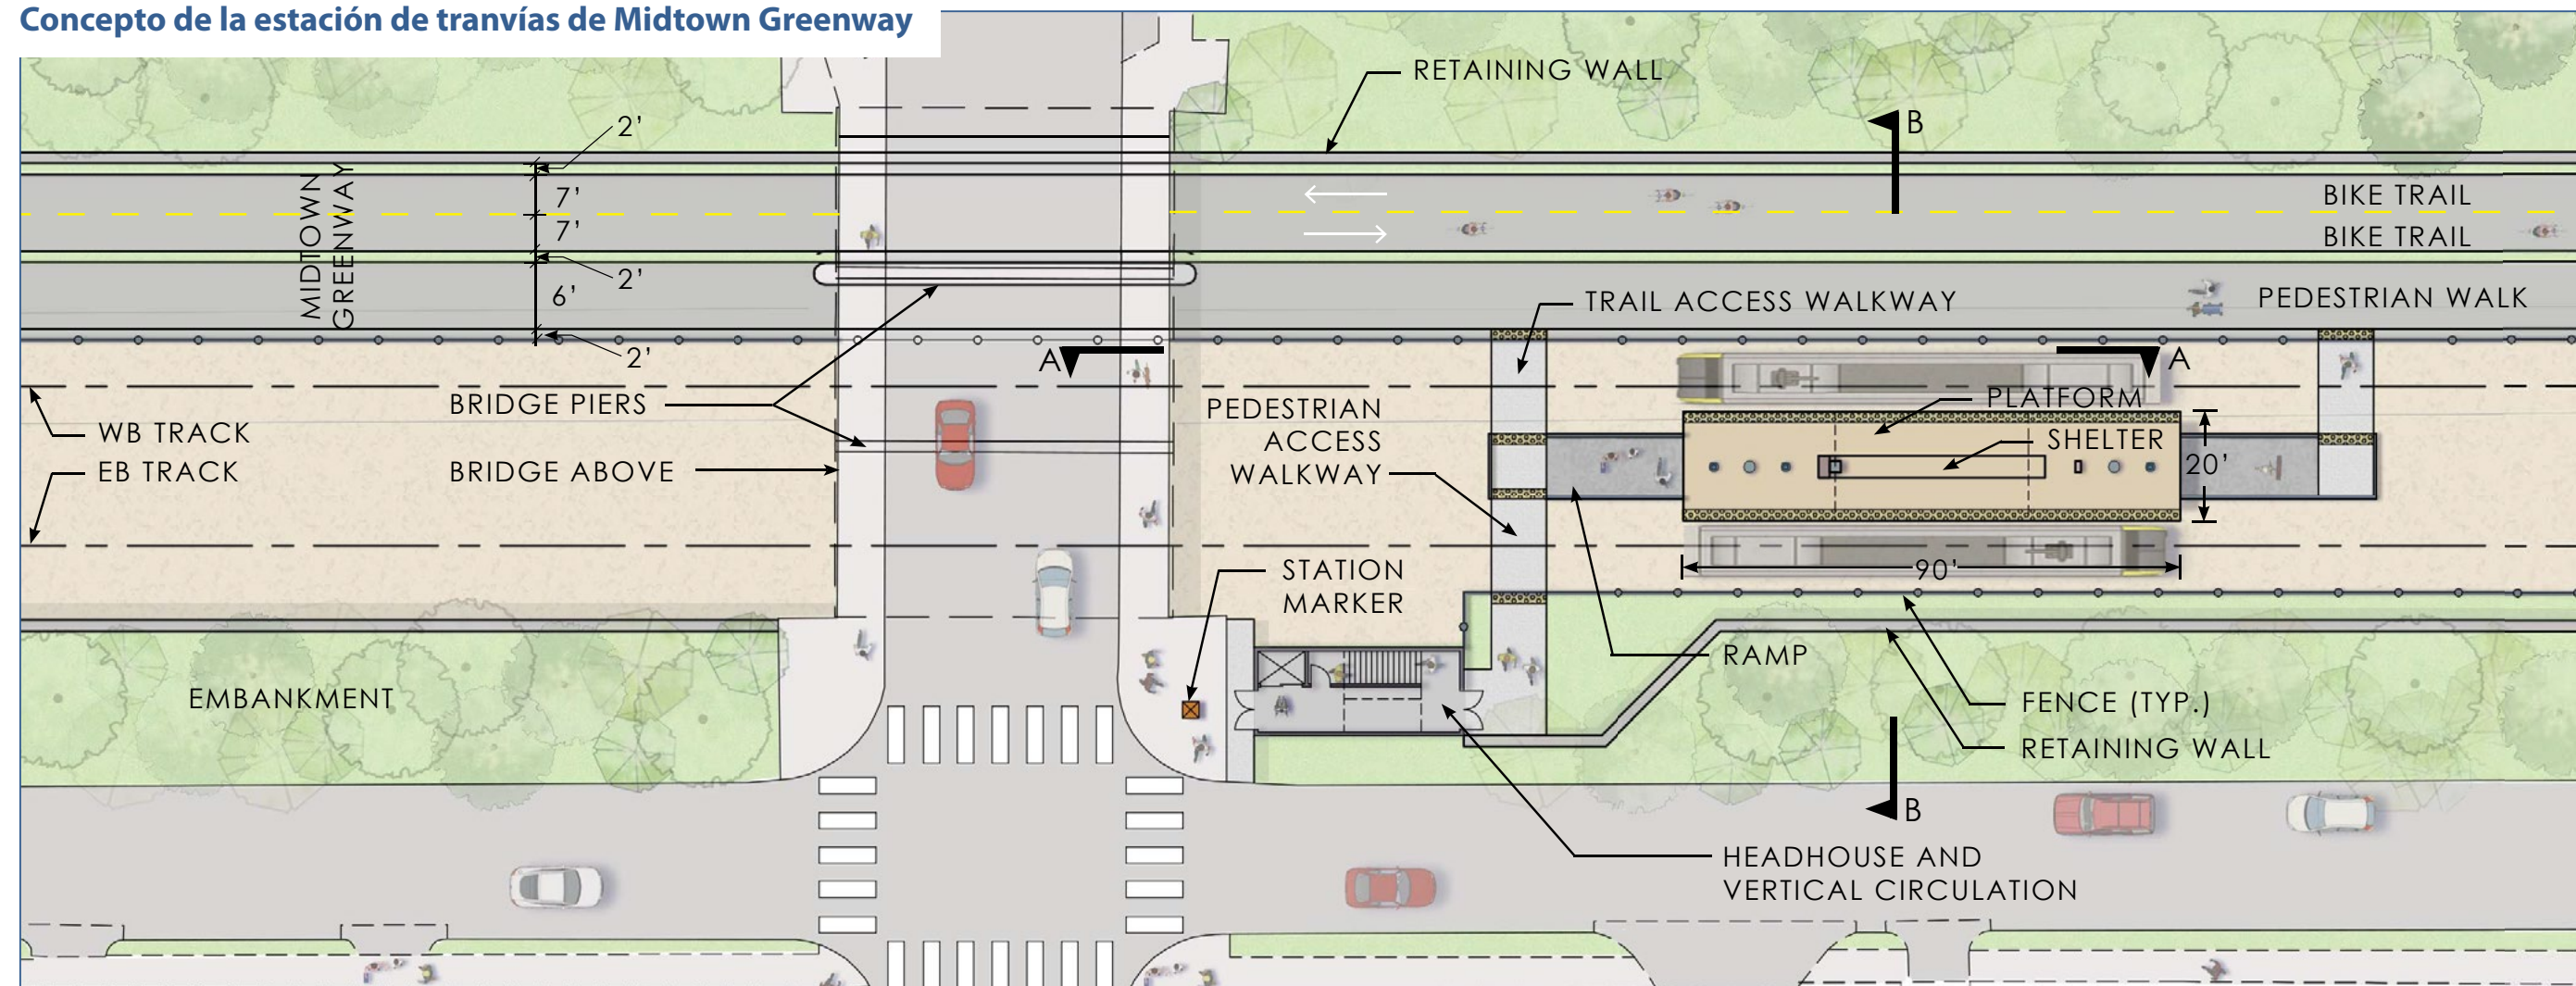 Concepto de la estación de tranvías de Midtown Greenway
RETAINING WALL
B
2’
MIDTOWN
GREENWAY
7’
7’
2’
6’
2’
BIKE TRAIL
BIKE TRAIL
TRAIL ACCESS WALKWAY
PEDESTRIAN WALK
A
A
BRIDGE PIERS
WB TRACK
EB TRACK
BRIDGE ABOVE
PEDESTRIAN
ACCESS
WALKWAY
PLATFORM
SHELTER
20’
90’
STATION
MARKER
RAMP
EMBANKMENT
FENCE (TYP.)
RETAINING WALL
B
HEADHOUSE AND
VERTICAL CIRCULATION